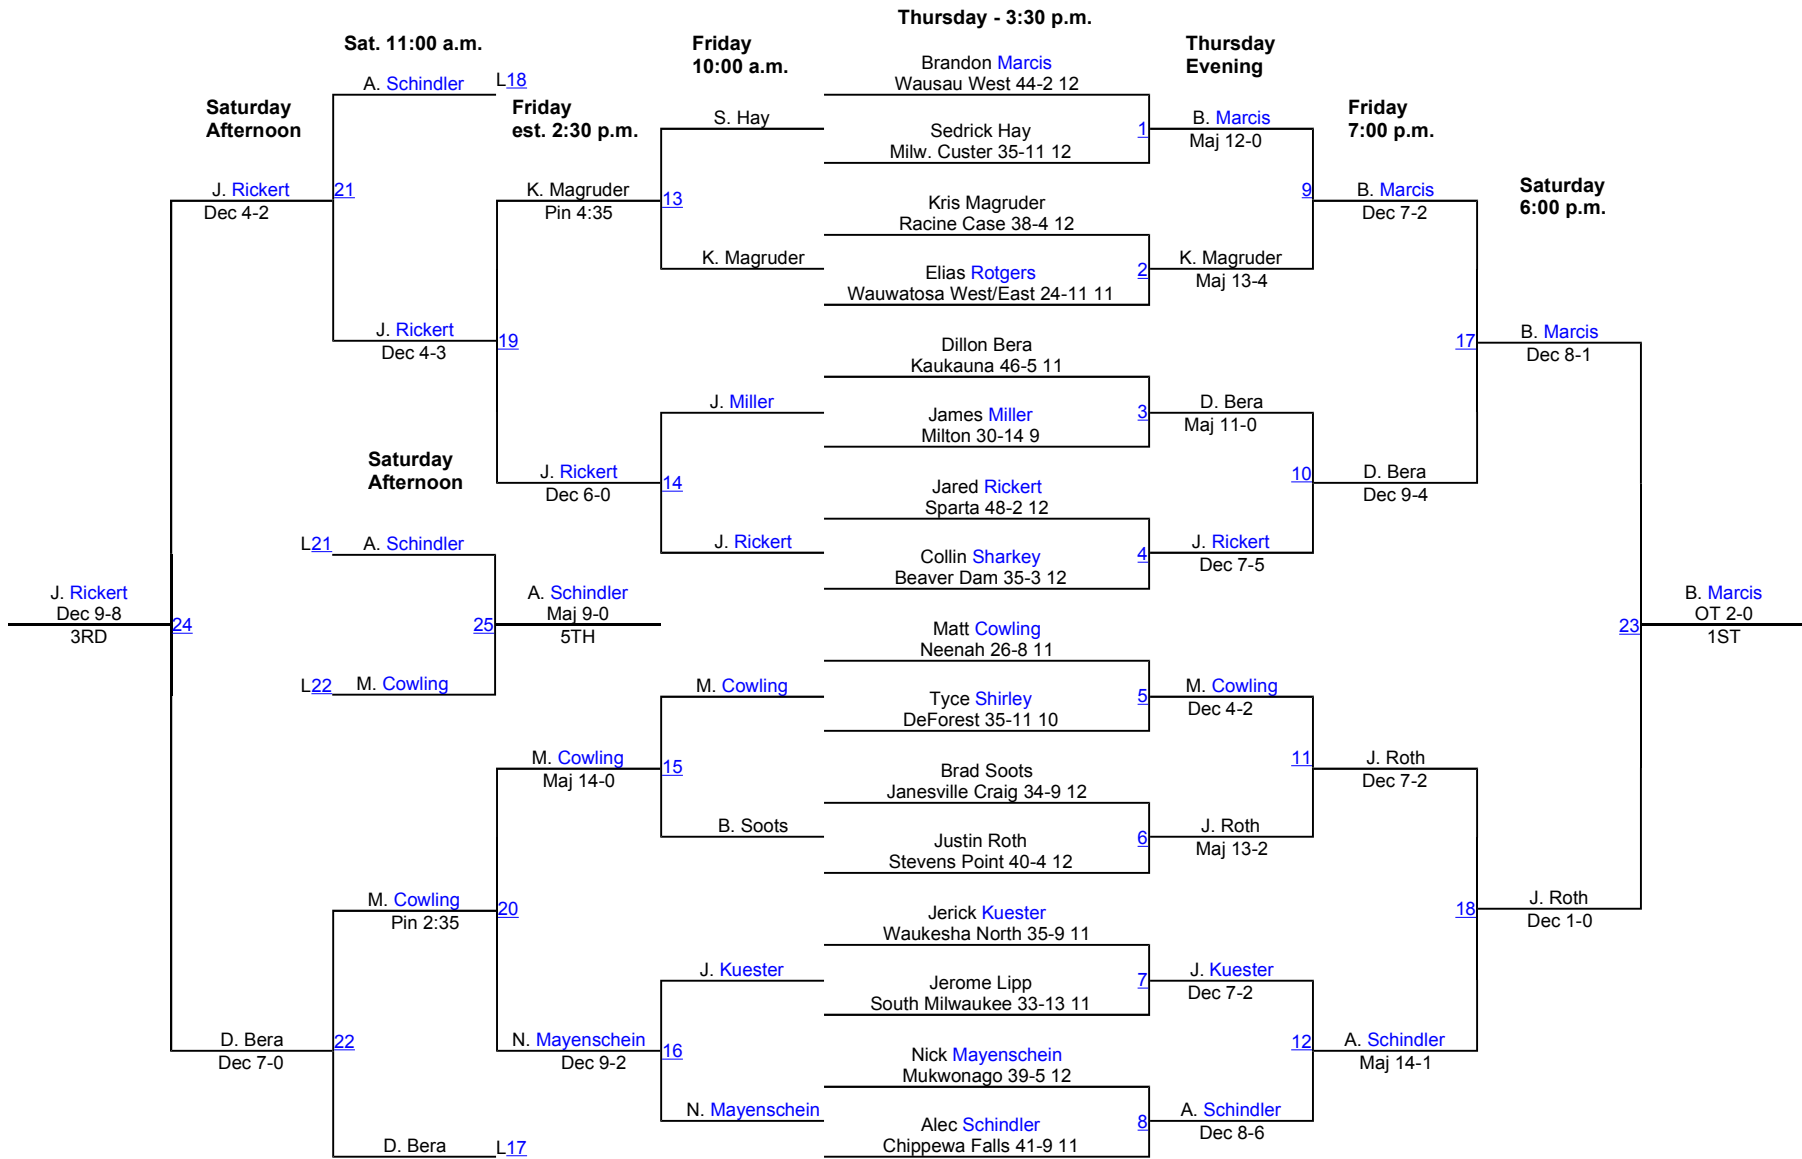 Thursday - 3:30 p.m.
Sat. 11:00 a.m.
Friday
10:00 a.m.
Thursday
Evening
Brandon Marcis
Wausau West 44-2 12
A. Schindler
L18
Saturday
Afternoon
Friday
est. 2:30 p.m.
Friday
7:00 p.m.
S. Hay
Sedrick Hay
Milw. Custer 35-11 12
1
B. Marcis
Maj 12-0
J. Rickert
Dec 4-2
21
K. Magruder
Pin 4:35
13
Kris Magruder
Racine Case 38-4 12
9
B. Marcis
Dec 7-2
Saturday
6:00 p.m.
K. Magruder
Elias Rotgers
Wauwatosa West/East 24-11 11
2
K. Magruder
Maj 13-4
J. Rickert
Dec 4-3
19
Dillon Bera
Kaukauna 46-5 11
17
B. Marcis
Dec 8-1
J. Miller
James Miller
Milton 30-14 9
3
D. Bera
Maj 11-0
Saturday
Afternoon
J. Rickert
Dec 6-0
14
Jared Rickert
Sparta 48-2 12
10
D. Bera
Dec 9-4
L21
A. Schindler
J. Rickert
Collin Sharkey
Beaver Dam 35-3 12
4
J. Rickert
Dec 7-5
J. Rickert
Dec 9-8
3RD
24
25
A. Schindler
Maj 9-0
5TH
Matt Cowling
Neenah 26-8 11
23
B. Marcis
OT 2-0
1ST
L22
M. Cowling
M. Cowling
Tyce Shirley
DeForest 35-11 10
5
M. Cowling
Dec 4-2
M. Cowling
Maj 14-0
15
Brad Soots
Janesville Craig 34-9 12
11
J. Roth
Dec 7-2
B. Soots
Justin Roth
Stevens Point 40-4 12
6
J. Roth
Maj 13-2
M. Cowling
Pin 2:35
20
Jerick Kuester
Waukesha North 35-9 11
18
J. Roth
Dec 1-0
J. Kuester
Jerome Lipp
South Milwaukee 33-13 11
7
J. Kuester
Dec 7-2
D. Bera
Dec 7-0
22
N. Mayenschein
Dec 9-2
16
Nick Mayenschein
Mukwonago 39-5 12
12
A. Schindler
Maj 14-1
N. Mayenschein
Alec Schindler
Chippewa Falls 41-9 11
8
A. Schindler
Dec 8-6
D. Bera
L17